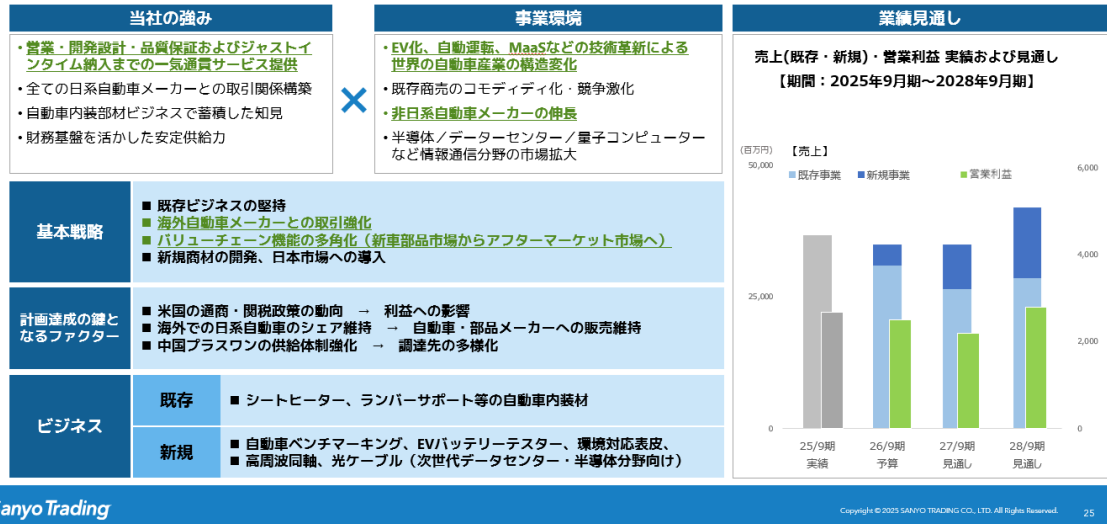 当社の強み
・営業・開発設計・品質保証およびジャストイ
ンタイム納入までの一気通貫サービス提供
・全ての日系自動車メーカーとの取引関係構築
・自動車内装部材ビジネスで蓄積した知見
・財務基盤を活かした安定供給力
×
事業環境
・EV化、自動運転、MaaSなどの技術革新による
世界の自動車産業の構造変化
・既存商売のコモディディ化・競争激化
・非日系自動車メーカーの伸長
・半導体／データーセンター／量子コンピューター
など情報通信分野の市場拡大
基本戦略
■ 既存ビジネスの堅持
■ 海外自動車メーカーとの取引強化
■ バリューチェーン機能の多角化（新車部品市場からアフターマーケット市場へ）
■ 新規商材の開発、日本市場への導入
計画達成の鍵と
なるファクター
■ 米国の通商・関税政策の動向 → 利益への影響
■ 海外での日系自動車のシェア維持 → 自動車・部品メーカーへの販売維持
■ 中国プラスワンの供給体制強化 → 調達先の多様化
ビジネス
既存
■ シートヒーター、ランバーサポート等の自動車内装材
新規
■ 自動車ベンチマーキング、EVバッテリーテスター、環境対応表皮、
■ 高周波同軸、光ケーブル（次世代データセンター・半導体分野向け）
業績見通し
売上(既存・新規)・営業利益 実績および見通し
【期間：2025年9月期～2028年9月期】
(百万円) 【売上】
50,000
6,000
既存事業 新規事業 営業利益
4,000
25,000
2,000
0
0
25/9期 26/9期 27/9期 28/9期
実績 予算 見通し 見通し
anyo Trading
Copyright © 2025 SANYO TRADING CO., LTD. All Rights Reserved.
25